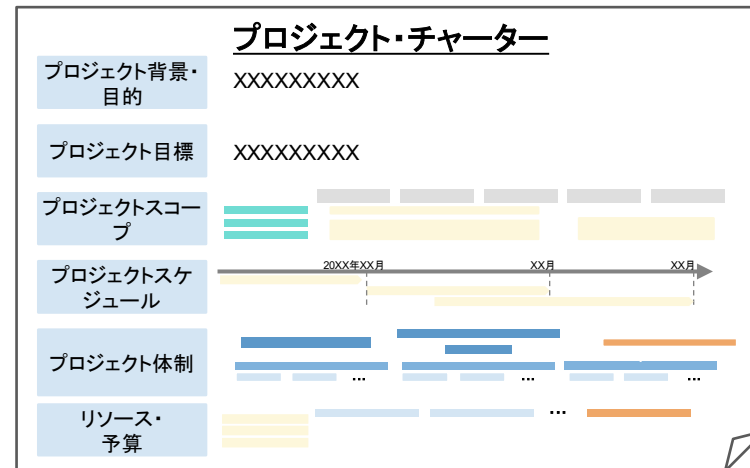 プロジェクト・チャーター
プロジェクト背景・
目的
XXXXXXXXX
プロジェクト目標
XXXXXXXXX
プロジェクトスコー
プ
プロジェクトスケ
ジュール
20XX年XX月
XX月
XX月
プロジェクト体制
...
...
...
リソース・
予算
...